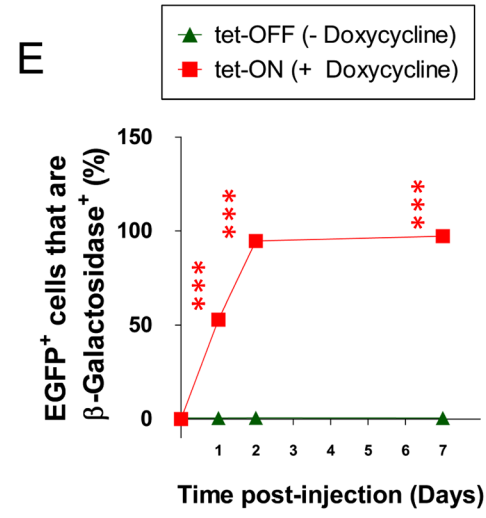 E
tet-OFF (- Doxycycline)
tet-ON (+ Doxycycline)
EGFP⁺ cells that are
β-Galactosidase⁺ (%)
150
100
50
0
***
***
***
1 2 3 4 5 6 7
Time post-injection (Days)